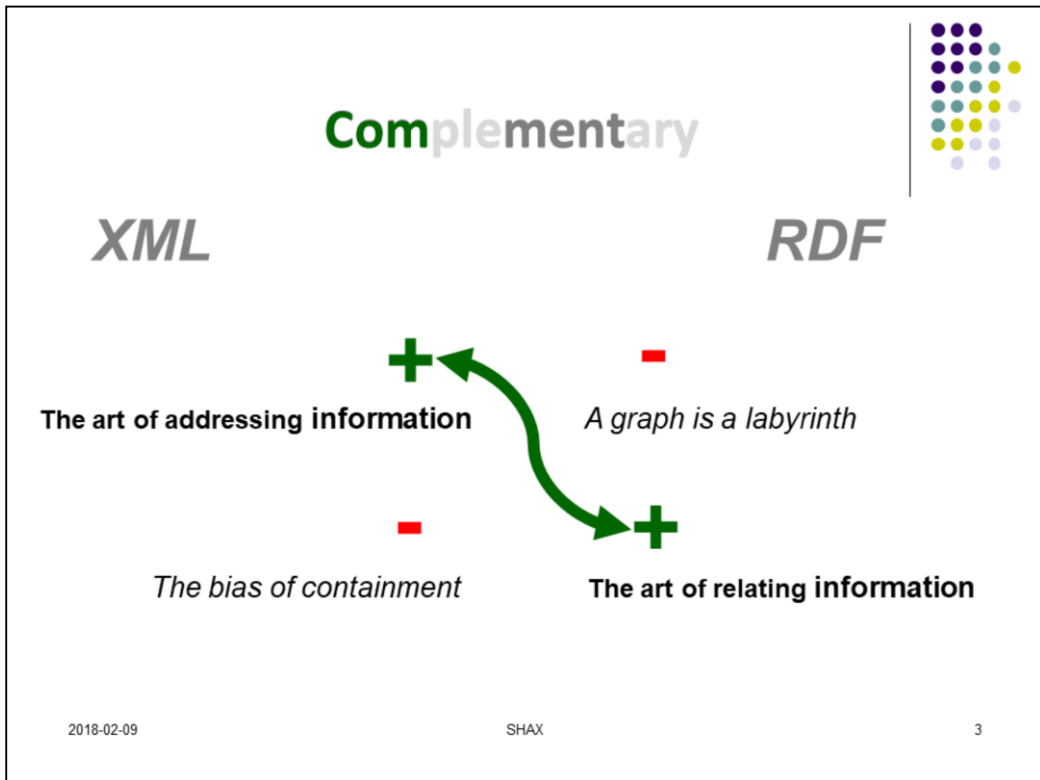 Complementary
XML
RDF
+
-
The art of addressing information
A graph is a labyrinth
-
+
The bias of containment
The art of relating information
2018-02-09
SHAX
3